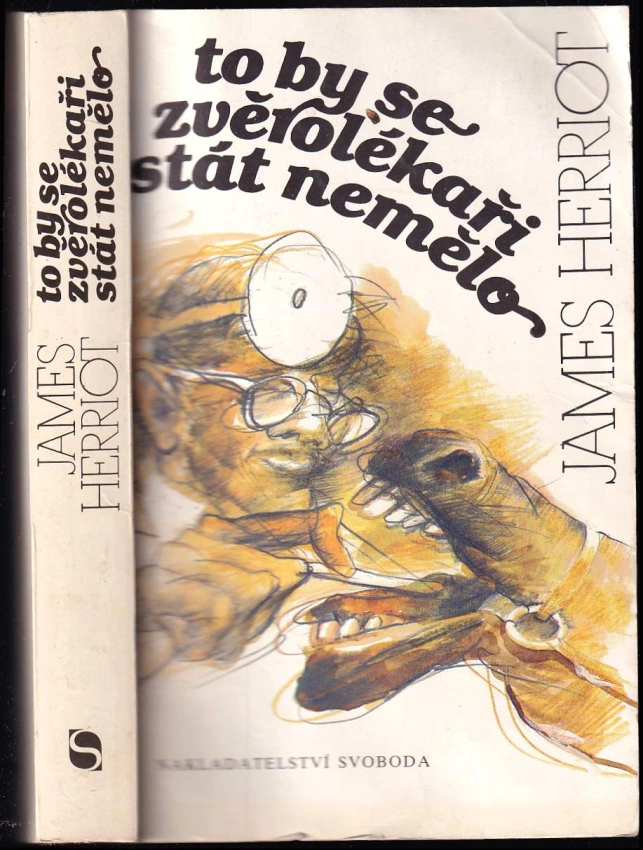 to by se
zvěrolékaři
stát nemělo
JAMES
HERRIOT
S
to by se
zvěrolékaři
stát nemělo
JAMES HERRIOT
NAKLADATELSTVÍ SVOBODA